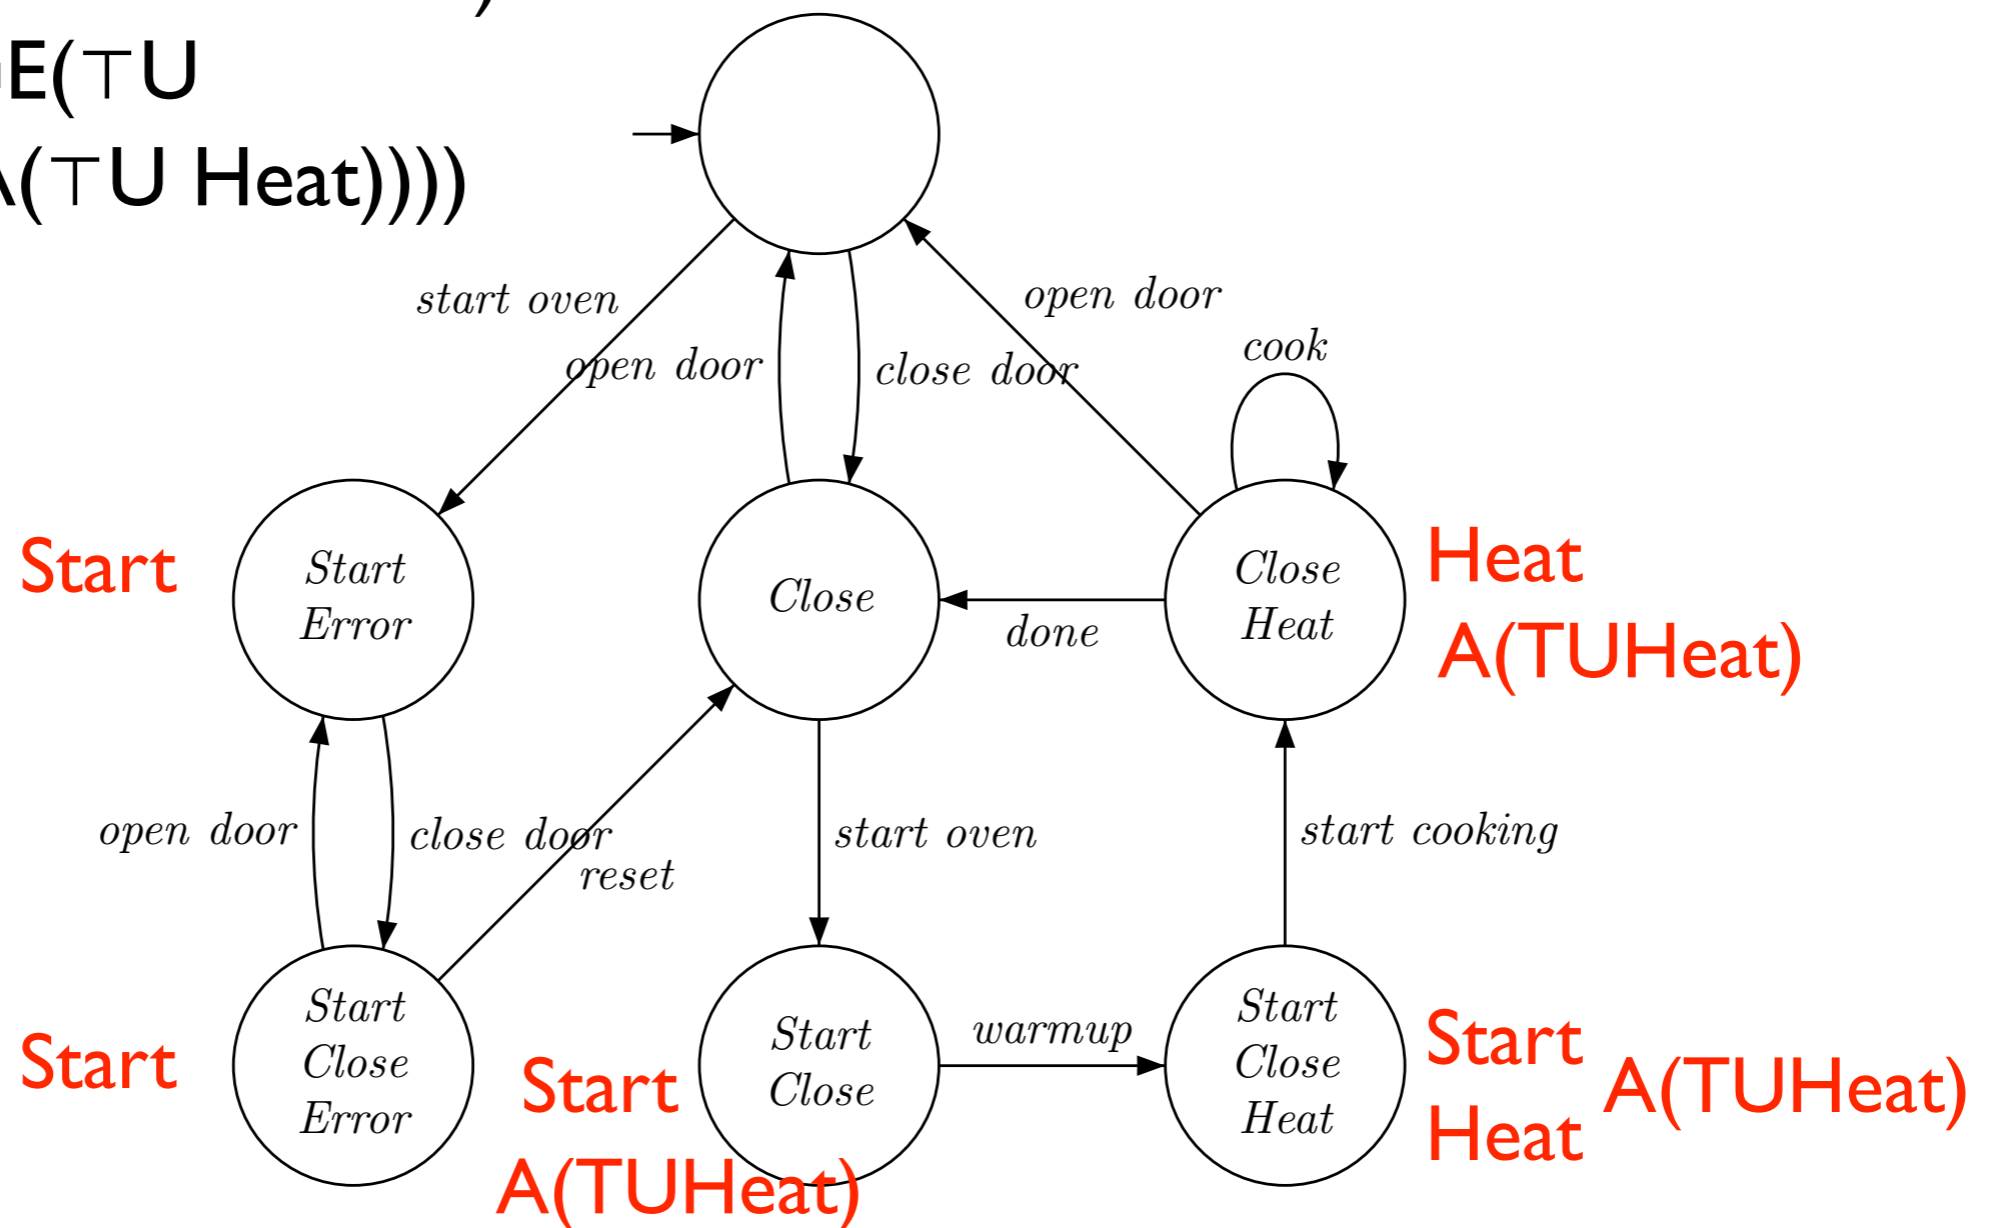 E(⊤U
(⊤U Heat))))
start oven
open door
open door
close door
cook
Start
Start
Error
Close
Close
Heat
Heat
A(TUHeat)
done
open door
close door
reset
start oven
start cooking
Start
Start
Close
Error
Start
A(TUHeat)
Start
Close
warmup
Start
Close
Heat
Start
Heat
A(TUHeat)